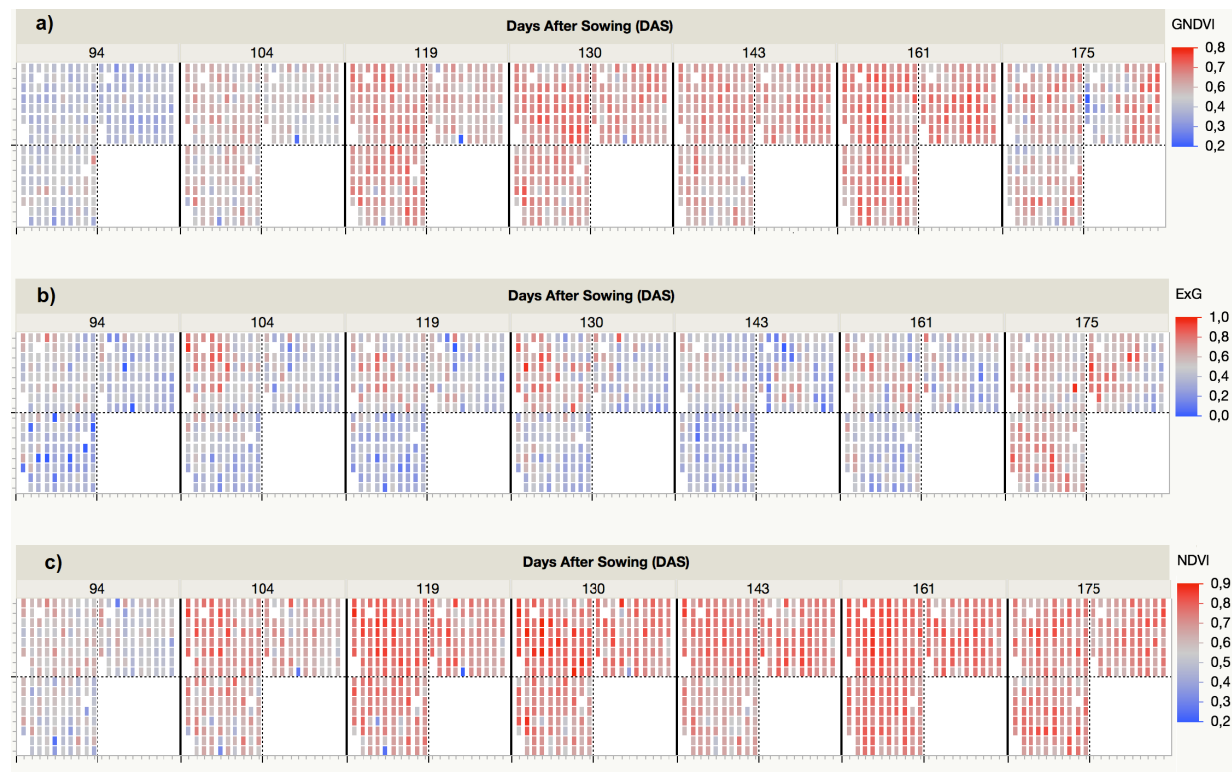 a)
Days After Sowing (DAS)
GNDVI
94 104 119 130 143 161 175
0,8
0,7
0,6
0,5
0,4
0,3
0,2
b)
Days After Sowing (DAS)
ExG
94 104 119 130 143 161 175
1,0
0,8
0,6
0,4
0,2
0,0
c)
Days After Sowing (DAS)
NDVI
94 104 119 130 143 161 175
0,9
0,8
0,7
0,6
0,5
0,4
0,3
0,2